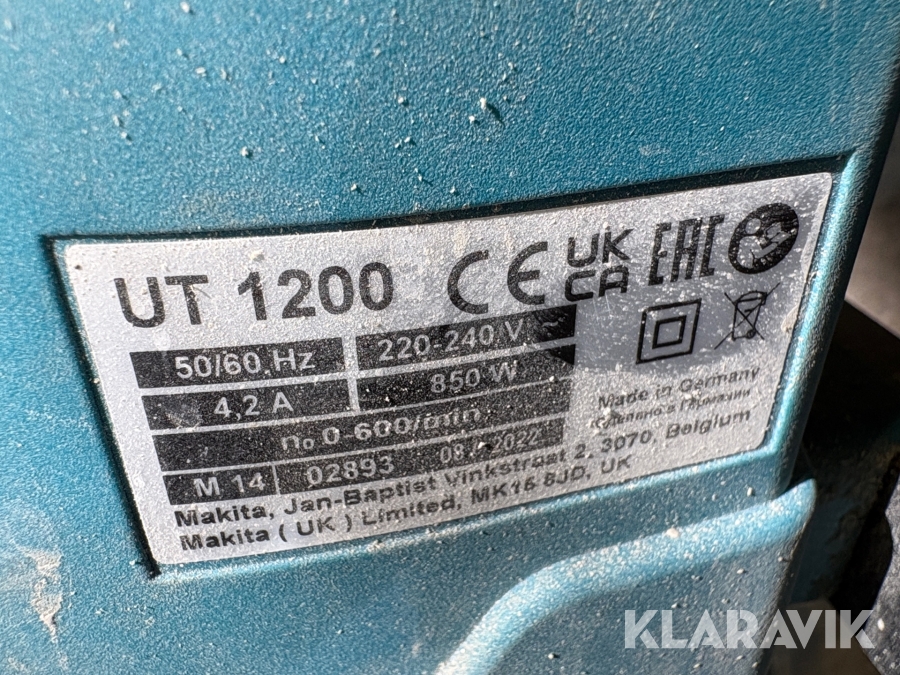 UT 1200 CE UK CA EAC
50/60 Hz 220-240 V ~
4,2 A 850 W
n₀ 0-600/min
M 14 02893 2022
Made in Germany
Сделано в Германии
Makita, Jan-Baptist Vinkstraat 2, 3070, Belgium
Makita ( UK ) Limited, MK15 8JD, UK
KLARAVIK